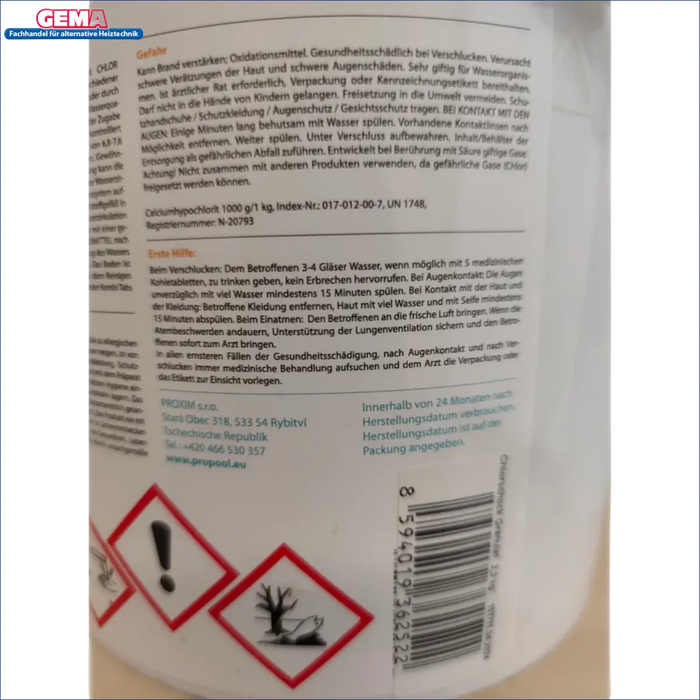 GEMA
Fachhandel für alternative Heiztechnik
CHLOR
Gefahr
Kann Brand verstärken; Oxidationsmittel. Gesundheitsschädlich bei Verschlucken. Verursacht
schwere Verätzungen der Haut und schwere Augenschäden. Sehr giftig für Wasserorganis-
men. Ist ärztlicher Rat erforderlich, Verpackung oder Kennzeichnungsetikett bereithalten.
Darf nicht in die Hände von Kindern gelangen. Freisetzung in die Umwelt vermeiden. Schu-
tzhandschuhe / Schutzkleidung / Augenschutz / Gesichtsschutz tragen. BEI KONTAKT MIT DEN
AUGEN: Einige Minuten lang behutsam mit Wasser spülen. Vorhandene Kontaktlinsen nach
Möglichkeit entfernen. Weiter spülen. Unter Verschluss aufbewahren. Inhalt/Behälter der
Entsorgung als gefährlichen Abfall zuführen. Entwickelt bei Berührung mit Säure giftige Gase.
Achtung! Nicht zusammen mit anderen Produkten verwenden, da gefährliche Gase (Chlor)
freigesetzt werden können.
Calciumhypochlorit 1000 g/1 kg, Index-Nr.: 017-012-00-7, UN 1748,
Registriernummer: N-20793
Erste Hilfe:
Beim Verschlucken: Dem Betroffenen 3-4 Gläser Wasser, wenn möglich mit 5 medizinischen
Kohletabletten, zu trinken geben, kein Erbrechen hervorrufen. Bei Augenkontakt: Die Augen
unverzüglich mit viel Wasser mindestens 15 Minuten spülen. Bei Kontakt mit der Haut und
der Kleidung: Betroffene Kleidung entfernen, Haut mit viel Wasser und mit Seife mindestens
15 Minuten abspülen. Beim Einatmen: Den Betroffenen an die frische Luft bringen. Wenn die
Atembeschwerden andauern, Unterstützung der Lungenventilation sichern und den Betro-
ffenen sofort zum Arzt bringen.
In allen ernsteren Fällen der Gesundheitsschädigung, nach Augenkontakt und nach Ver-
schlucken immer medizinische Behandlung aufsuchen und dem Arzt die Verpackung oder
das Etikett zur Einsicht vorlegen.
PROXIM s.r.o.
Stará Obec 318, 533 54 Rybitví
Tschechische Republik
Tel.: +420 466 530 357
www.propool.eu
Innerhalb von 24 Monaten nach
Herstellungsdatum verbrauchen.
Herstellungsdatum ist auf der
Packung angegeben.
8 594019 362522
Chlorschock Granulat